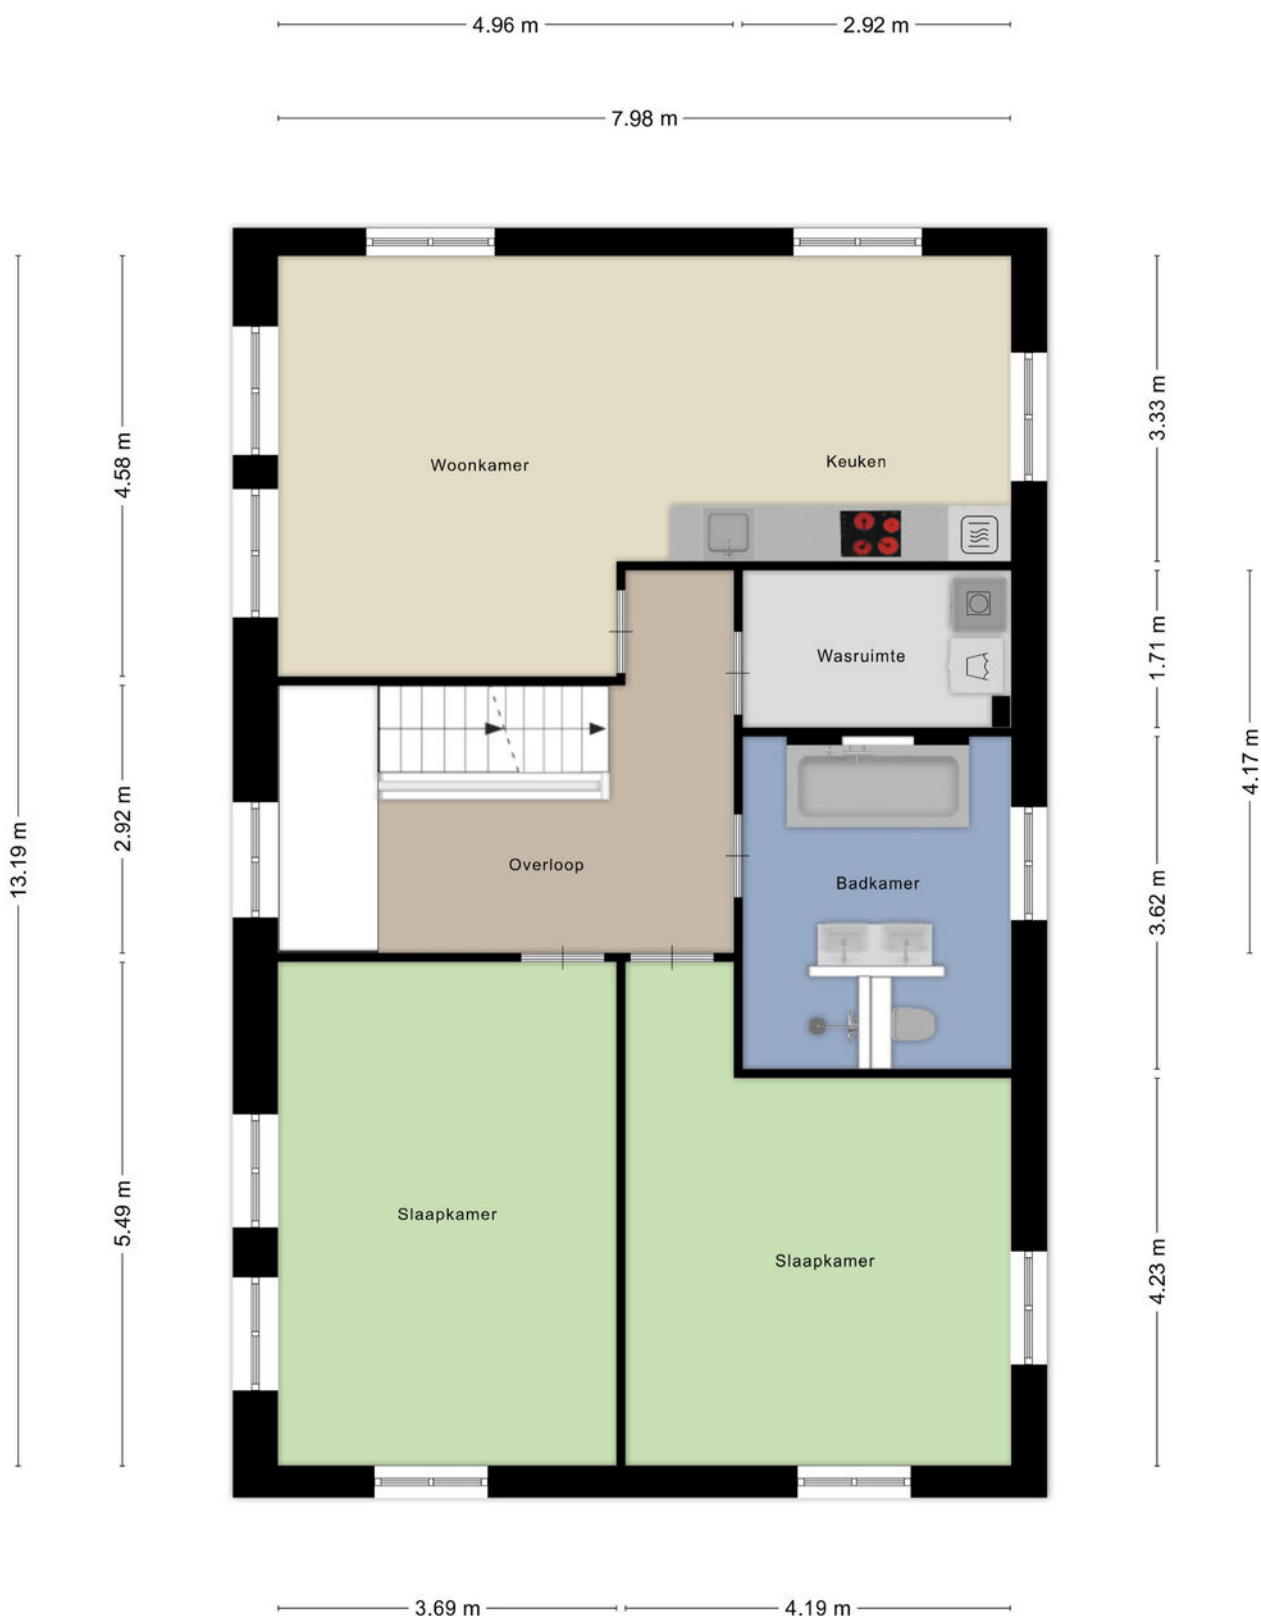 4.96 m
2.92 m
7.98 m
3.33 m
4.58 m
Woonkamer
Keuken
1.71 m
Wasruimte
4.17 m
2.92 m
13.19 m
Overloop
Badkamer
3.62 m
5.49 m
Slaapkamer
Slaapkamer
4.23 m
3.69 m
4.19 m